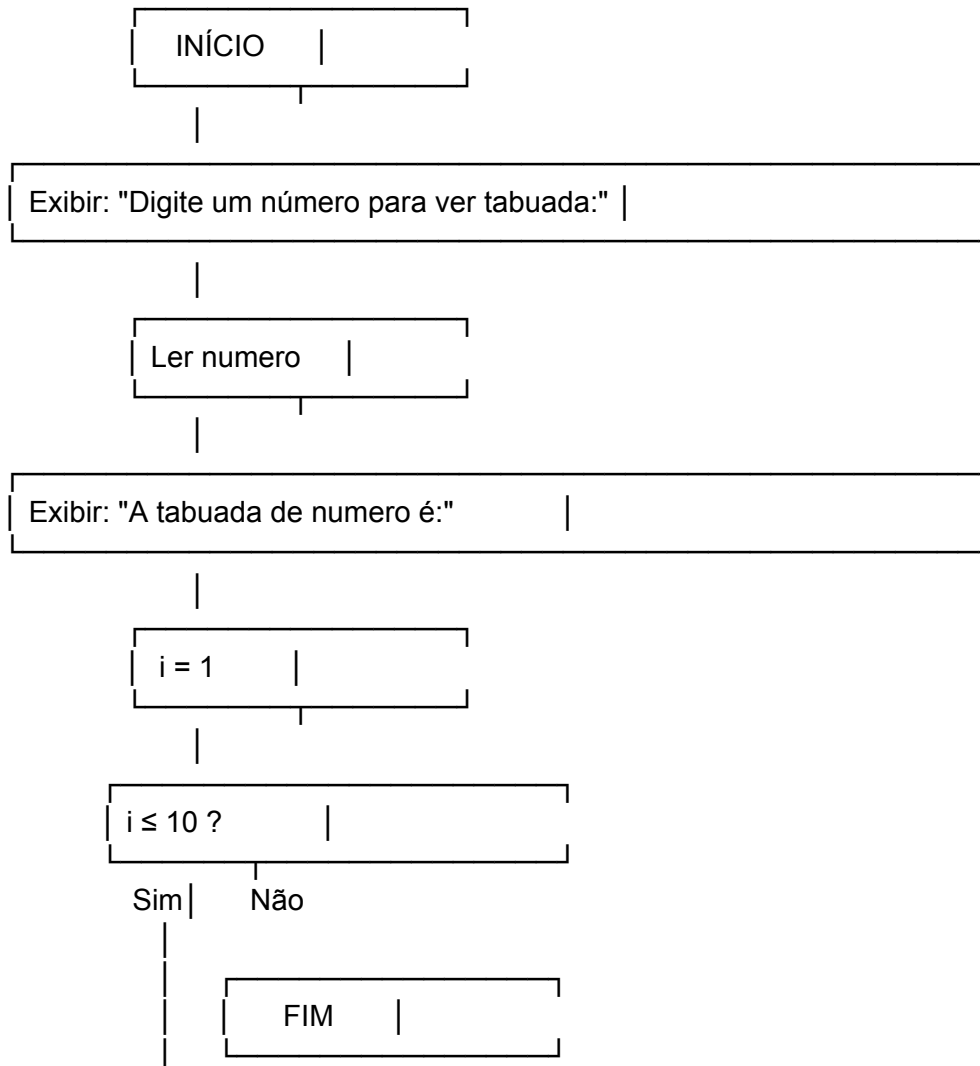 INÍCIO
Exibir: "Digite um número para ver tabuada:"
Ler numero
Exibir: "A tabuada de numero é:"
i = 1
i ≤ 10 ?
Sim Não
FIM